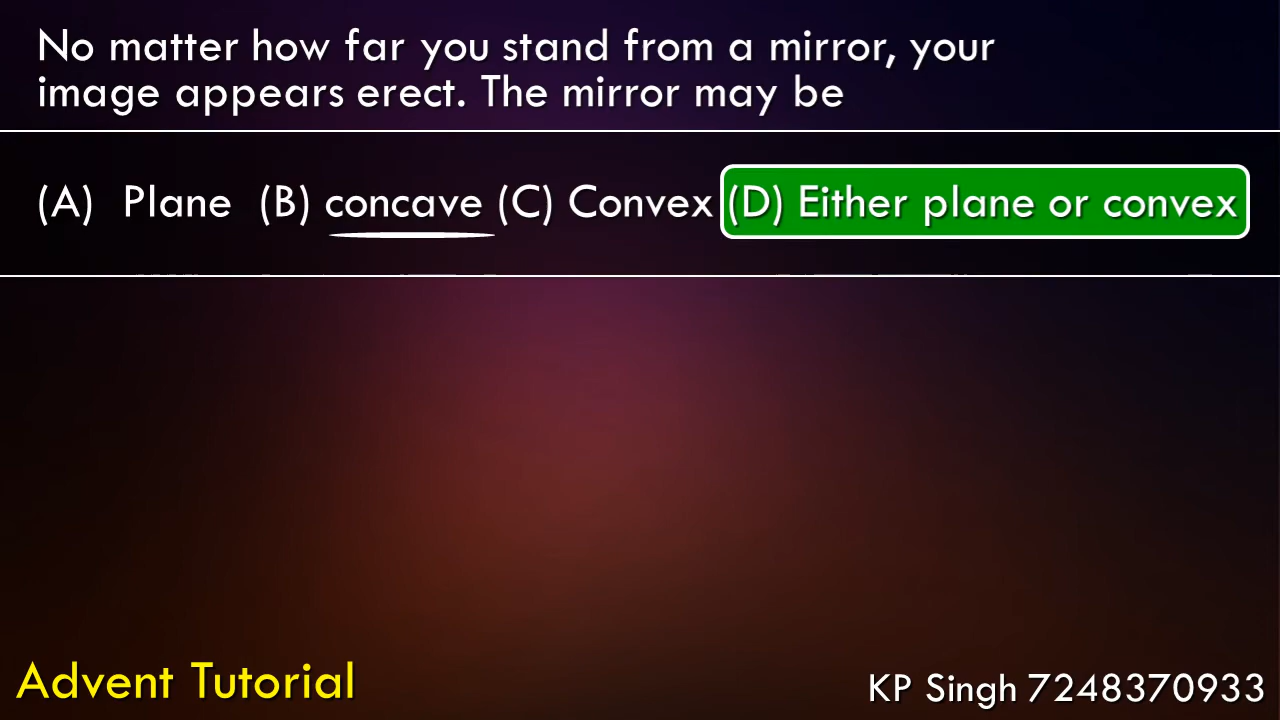 No matter how far you stand from a mirror, your
image appears erect. The mirror may be
(A) Plane (B) concave (C) Convex (D) Either plane or convex
Advent Tutorial
KP Singh 7248370933